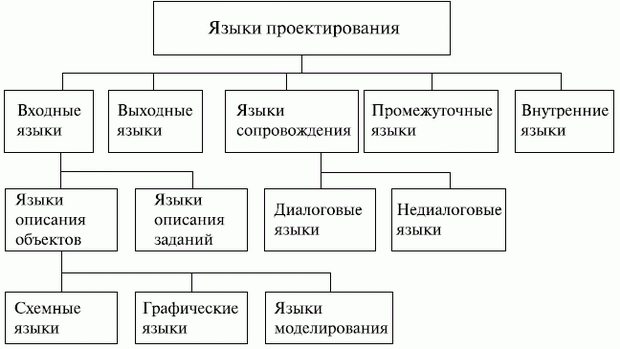 Языки проектирования
Входные
языки
Выходные
языки
Языки
сопровождения
Промежуточные
языки
Внутренние
языки
Языки
описания
объектов
Языки
описания
заданий
Диалоговые
языки
Недиалоговые
языки
Схемные
языки
Графические
языки
Языки
моделирования